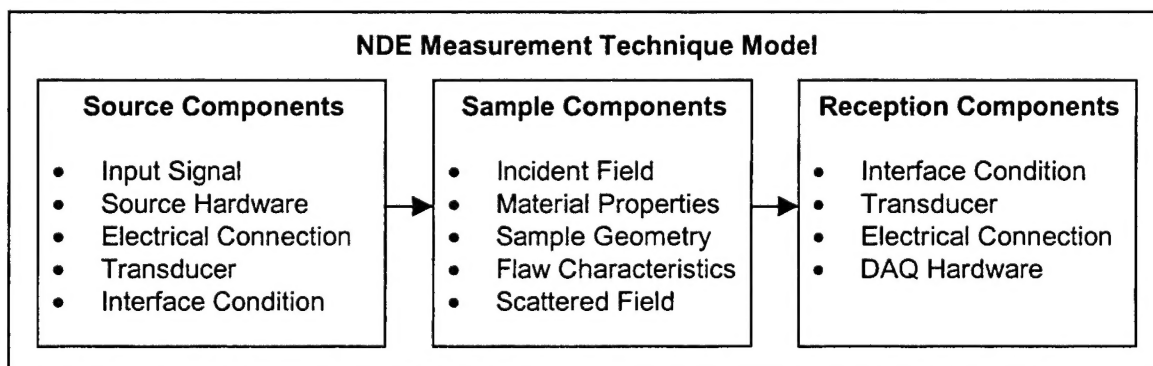 NDE Measurement Technique Model
Source Components
• Input Signal
• Source Hardware
• Electrical Connection
• Transducer
• Interface Condition
Sample Components
• Incident Field
• Material Properties
• Sample Geometry
• Flaw Characteristics
• Scattered Field
Reception Components
• Interface Condition
• Transducer
• Electrical Connection
• DAQ Hardware